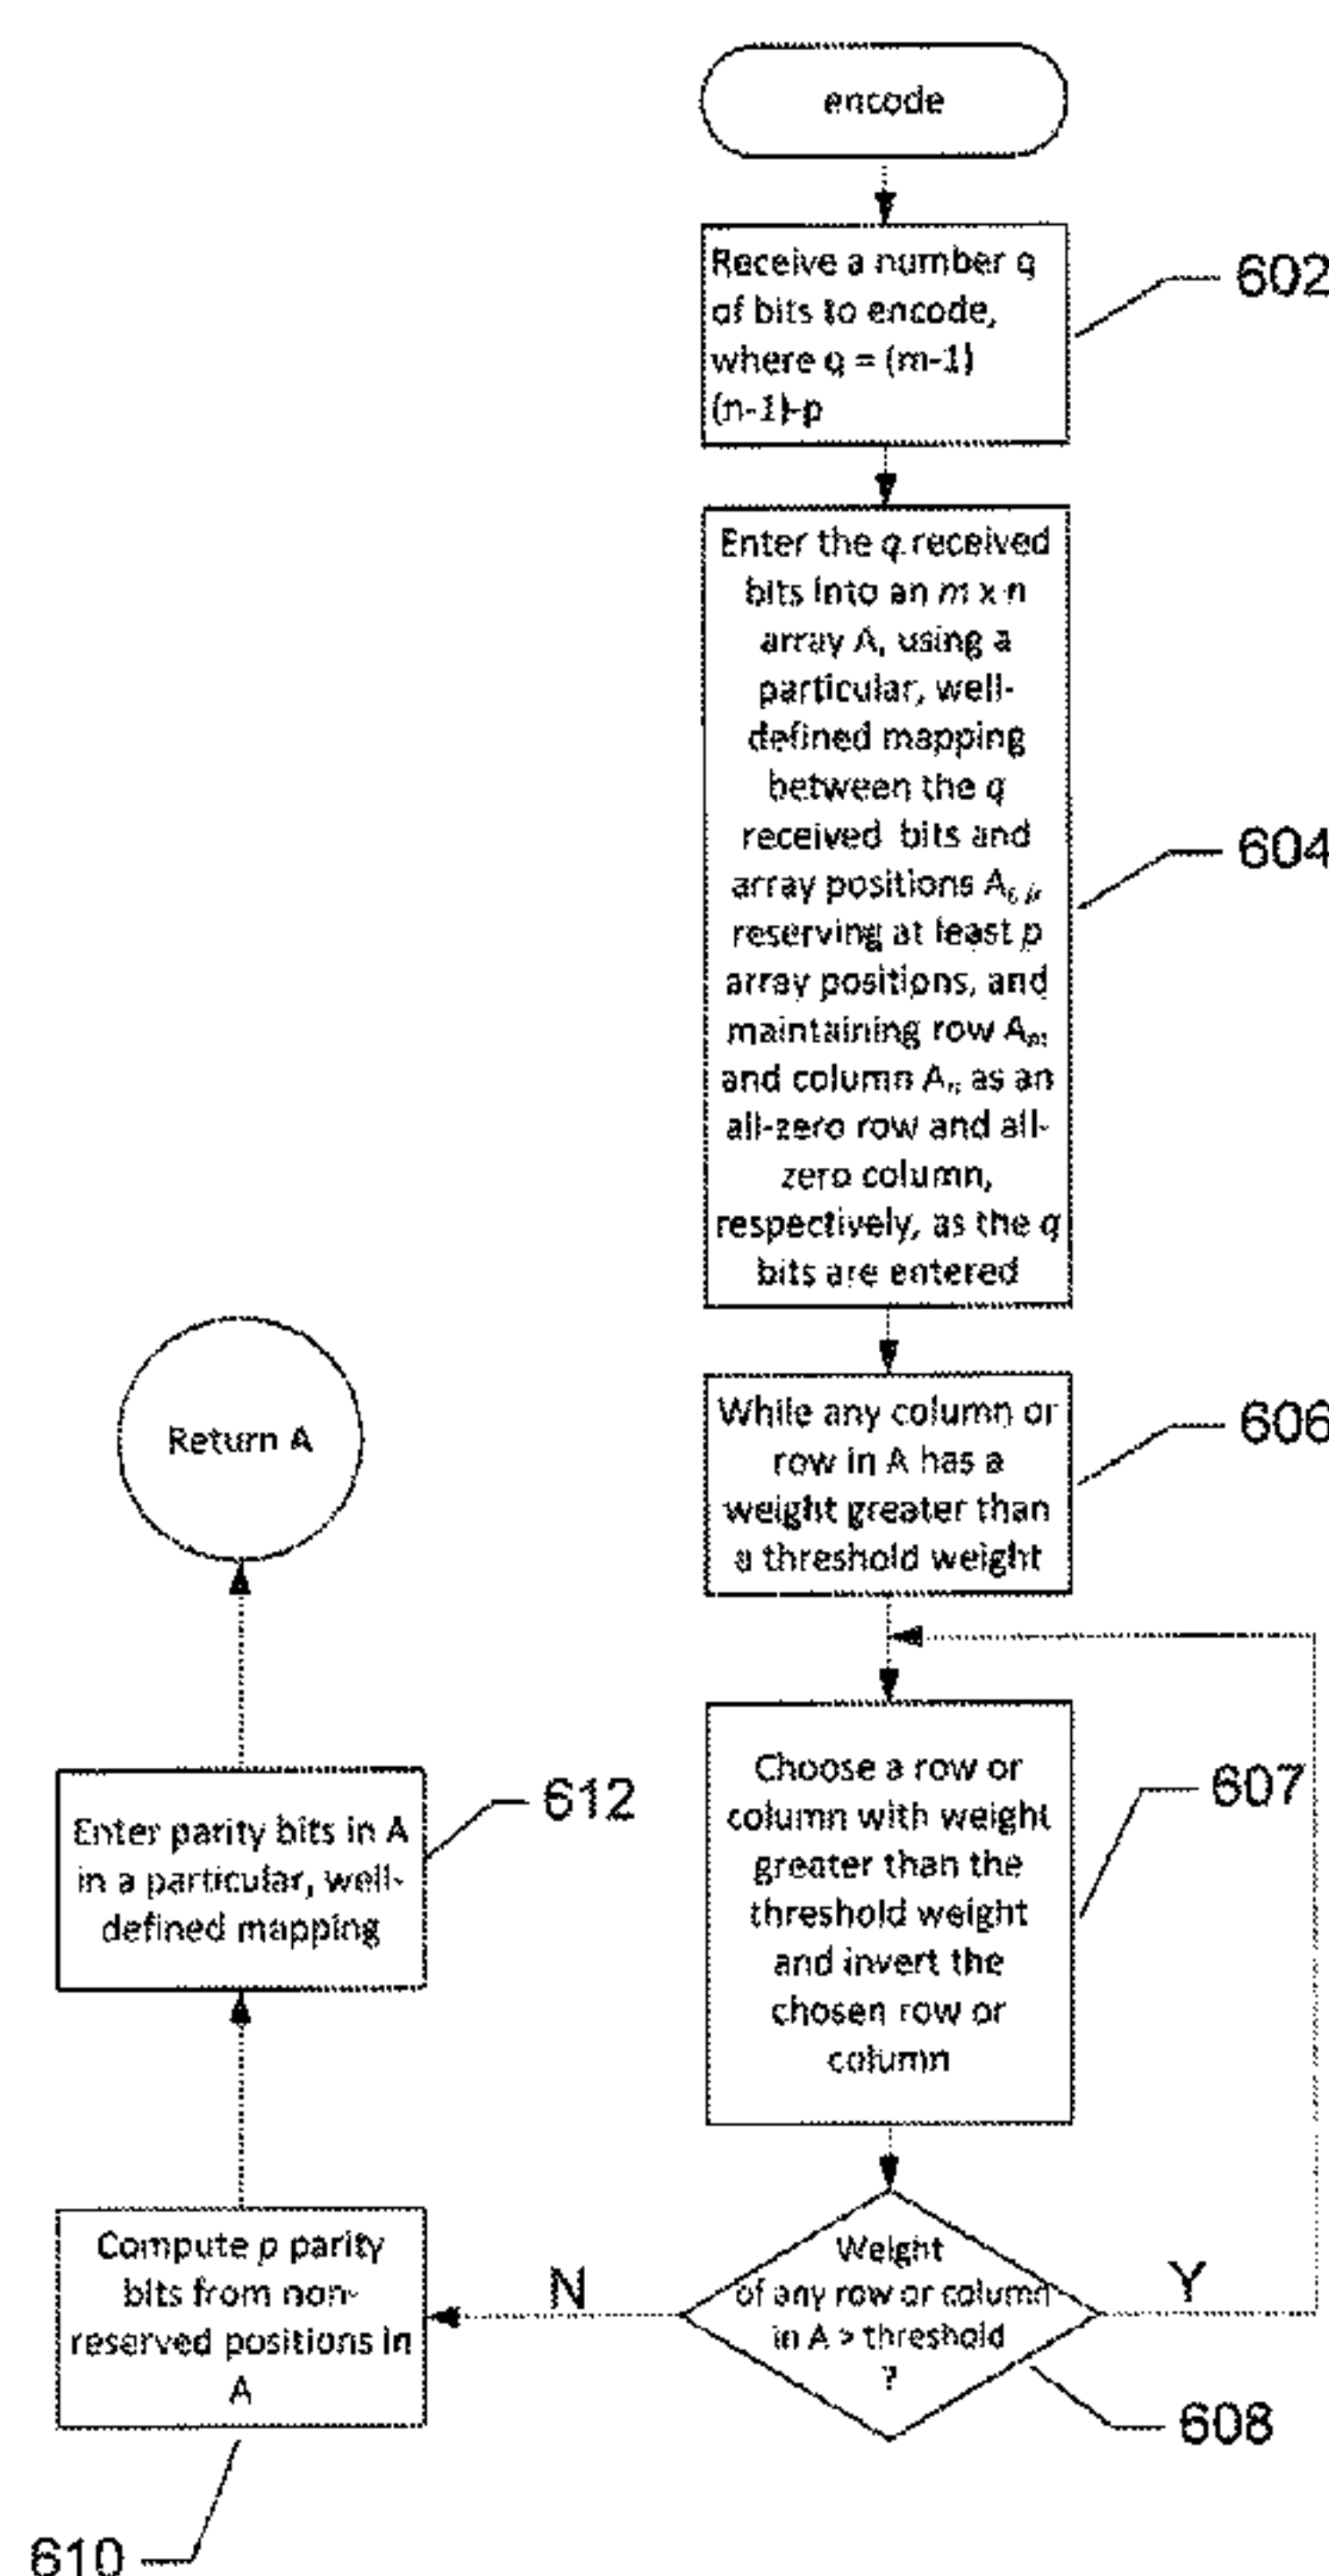 encode
Receive a number q
of bits to encode,
where q = (m-1)
(n-1)-p
602
Enter the q received
bits into an m x n
array A, using a
particular, well-
defined mapping
between the q
received bits and
array positions A
reserving at least p
array positions, and
maintaining row Aₘ
and column Aₙ as an
all-zero row and all-
zero column,
respectively, as the q
bits are entered
604
While any column or
row in A has a
weight greater than
a threshold weight
606
Choose a row or
column with weight
greater than the
threshold weight
and invert the
chosen row or
column
607
Weight
of any row or column
in A > threshold
?
608
Y
N
Compute p parity
bits from non-
reserved positions in
A
610
Enter parity bits in A
in a particular, well-
defined mapping
612
Return A